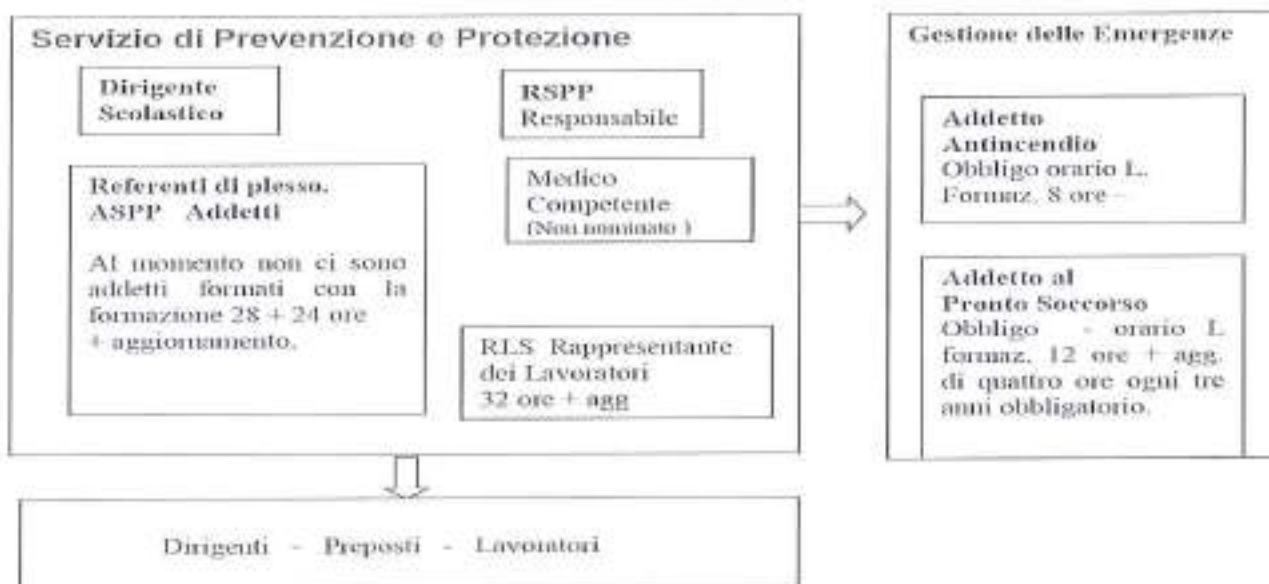 Servizio di Prevenzione e Protezione
Dirigente
Scolastico
RSPP
Responsabile
Referenti di plesso.
ASPP Addetti
Al momento non ci sono
addetti formati con la
formazione 28 + 24 ore
+ aggiornamento.
Medico
Competente
(Non nominato )
RLS Rappresentante
dei Lavoratori
32 ore + agg
Dirigenti - Preposti - Lavoratori
Gestione delle Emergenze
Addetto
Antincendio
Obbligo orario L.
Formaz. 8 ore -
Addetto al
Pronto Soccorso
Obbligo - orario L
formaz. 12 ore + agg.
di quattro ore ogni tre
anni obbligatorio.